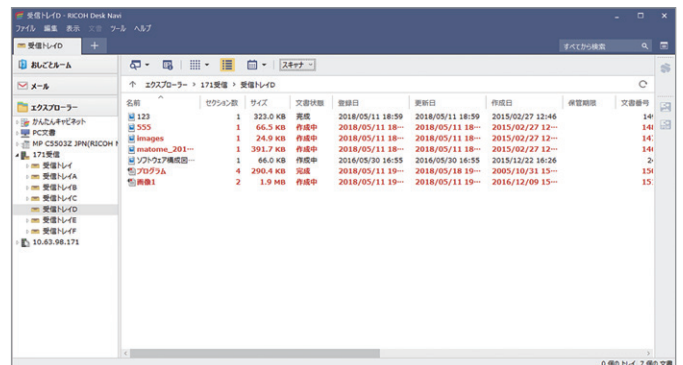 受信トレイD - RICOH Desk Navi
ファイル 編集 表示 文書 ツール ヘルプ
受信トレイD +
すべてから検索
おしごとルーム
スキャナ
メール
↑ エクスプローラー > 171受信 > 受信トレイD
エクスプローラー
名前 セクション数 サイズ 文書状態 登録日 更新日 作成日 保管期限 文書番号
かんたんキャビネット
PC文書
MP C5503Z JPN(RICOH
171受信
受信トレイ
受信トレイA
受信トレイB
受信トレイC
受信トレイD
受信トレイE
受信トレイF
10.63.98.171
123 1 323.0 KB 完成 2018/05/11 18:59 2018/05/11 18:59 2015/02/27 12:46
555 1 66.5 KB 作成中 2018/05/11 18··· 2018/05/11 18··· 2015/02/27 12···
images 1 24.9 KB 作成中 2018/05/11 18··· 2018/05/11 18··· 2015/02/27 12···
matome_201··· 1 391.7 KB 作成中 2018/05/11 18··· 2018/05/11 18··· 2015/02/27 12···
ソフトウェア構成図··· 1 66.0 KB 作成中 2016/05/30 16:55 2016/05/30 16:55 2015/12/22 16:26
プログラム 4 290.4 KB 完成 2018/05/11 19··· 2018/05/18 19··· 2005/10/31 15···
画像1 2 1.9 MB 作成中 2018/05/11 19··· 2018/05/11 19··· 2016/12/09 15···
0 個のトレイ, 7 個の文書